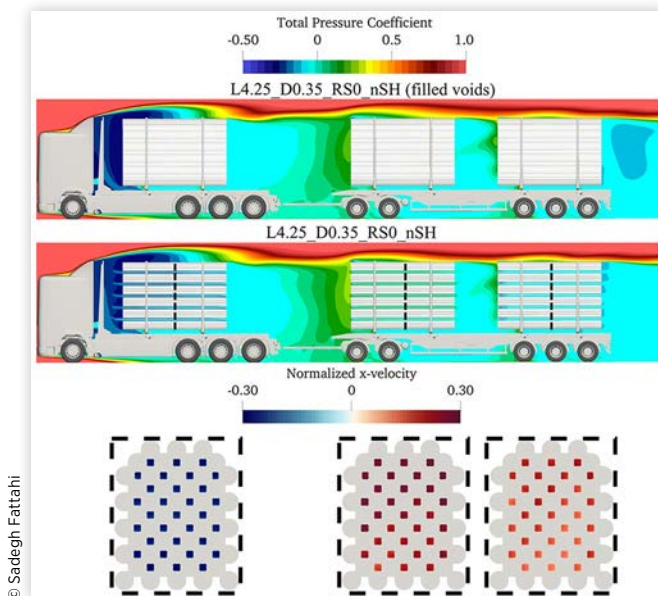 Total Pressure Coefficient
-0.50 0 0.5 1.0
L4.25_D0.35_RS0_nSH (filled voids)
L4.25_D0.35_RS0_nSH
Normalized x-velocity
-0.30 0 0.30
© Sadegh Fattahi